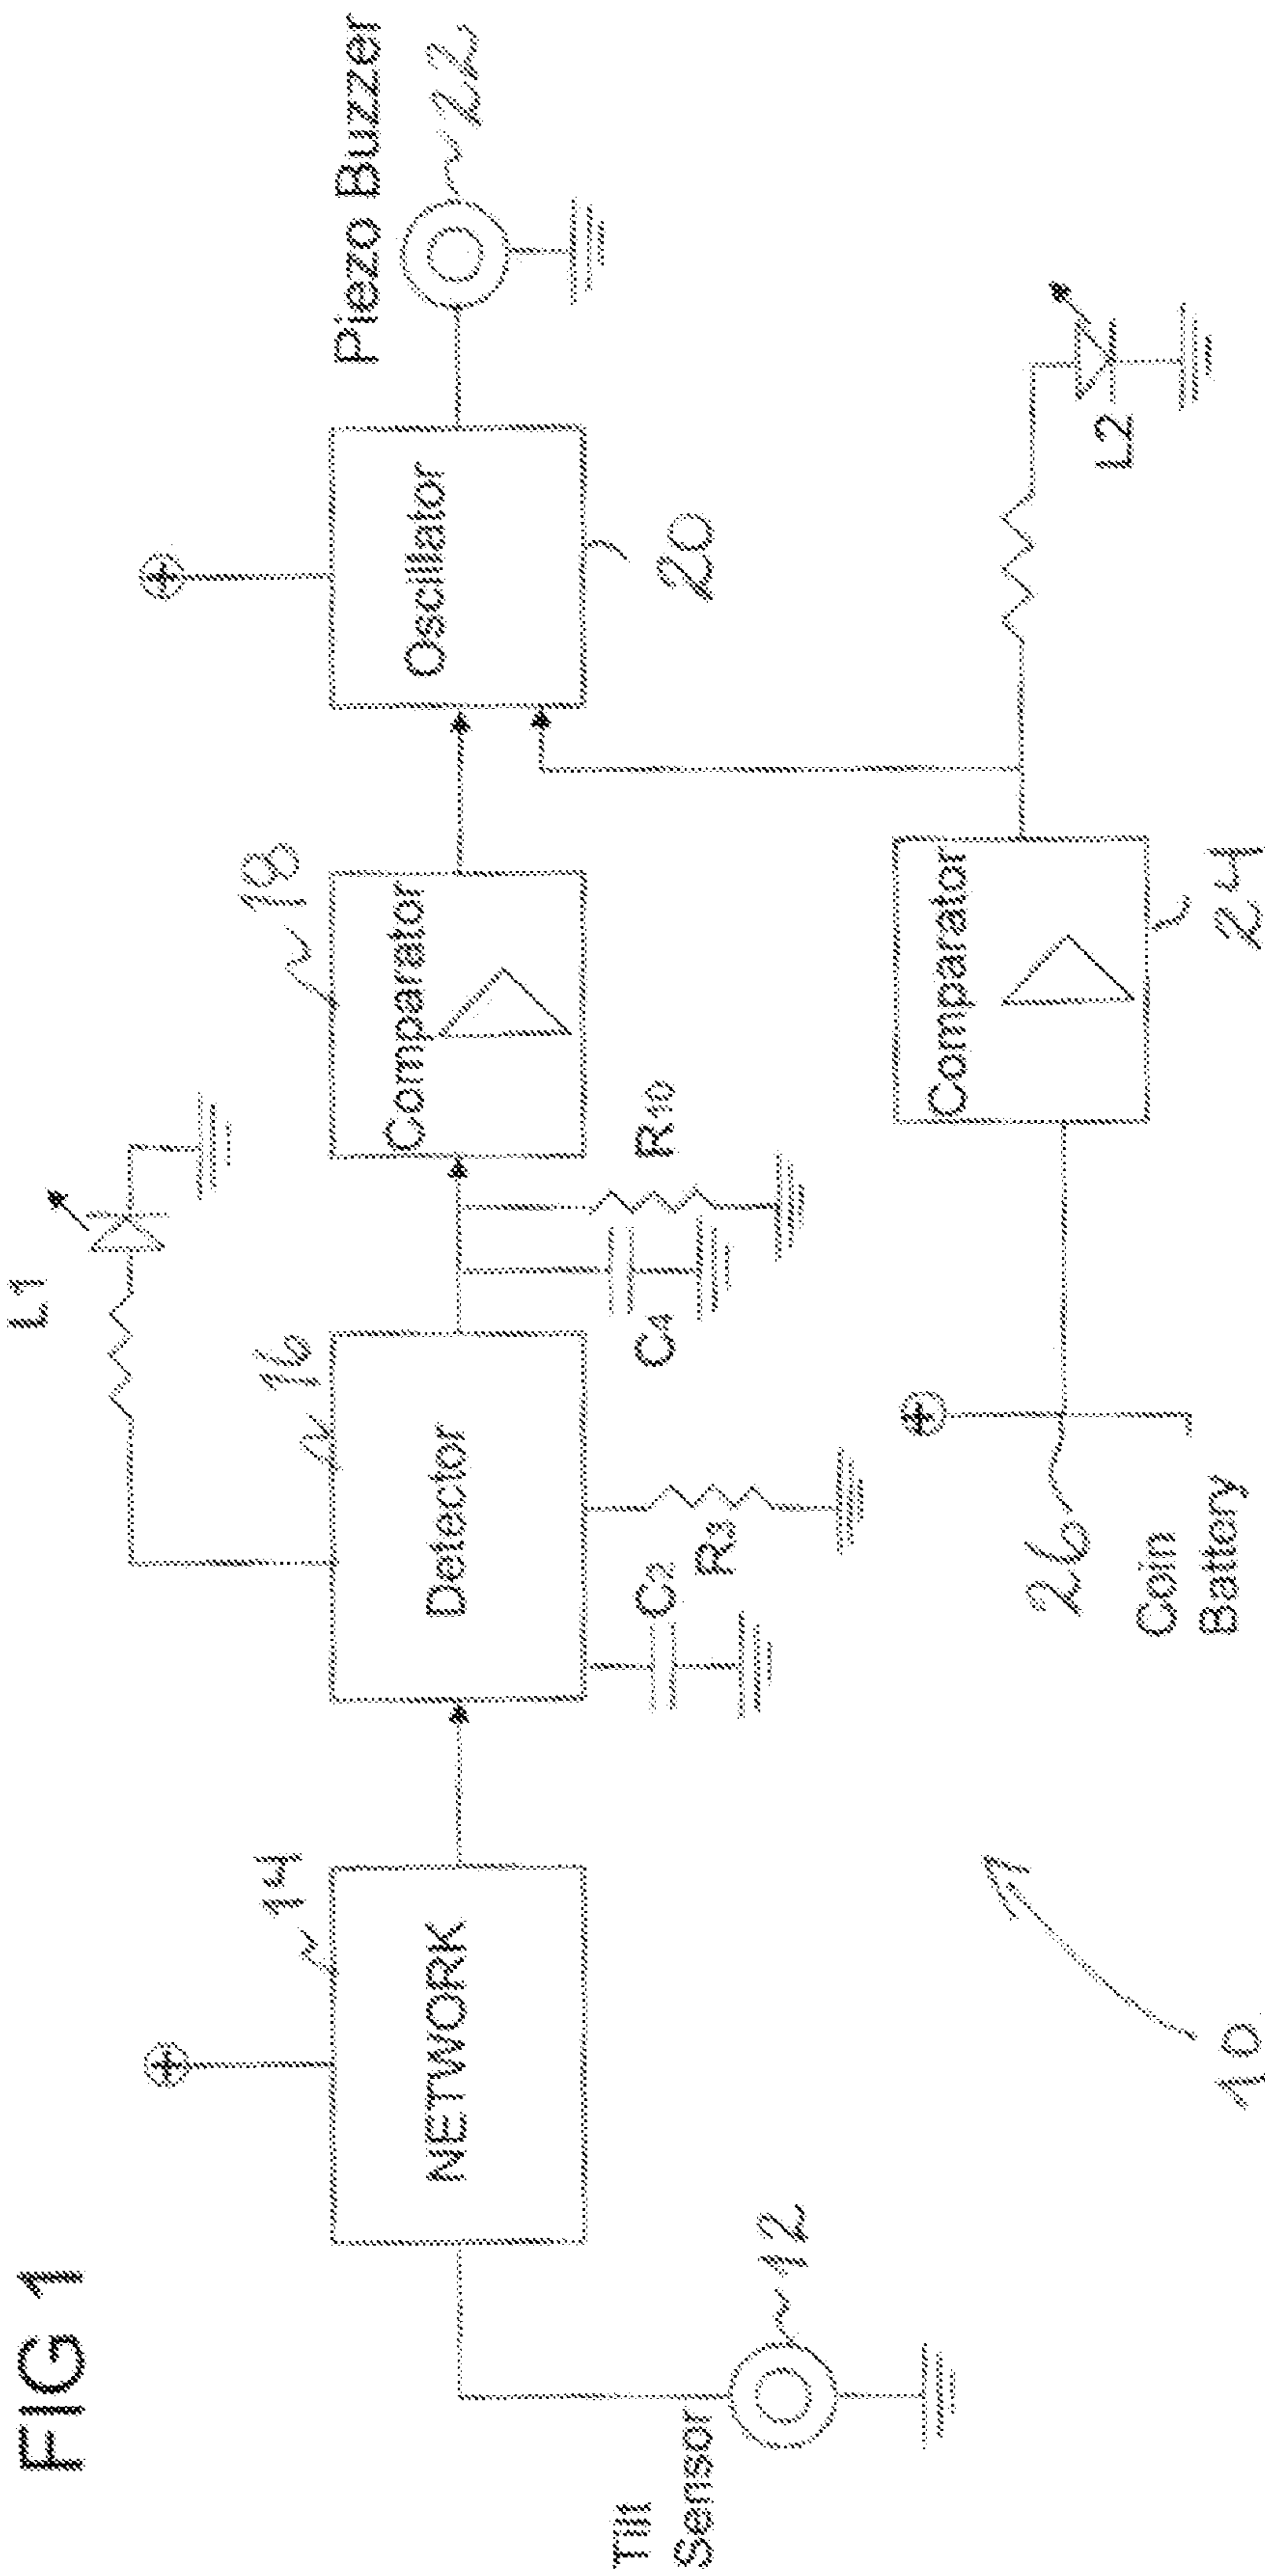 FIG 1
L1
Piezo Buzzer
22
14
16
18
NETWORK
Detector
Comparator
Oscillator
20
C2
R3
C4
R10
Tilt
Sensor
12
Comparator
24
L2
26
Coin
Battery
10